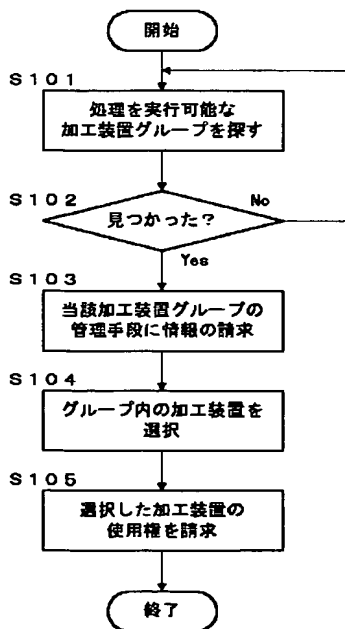 開始
S101
処理を実行可能な
加工装置グループを探す
S102
見つかった?
No
Yes
S103
当該加工装置グループの
管理手段に情報の請求
S104
グループ内の加工装置を
選択
S105
選択した加工装置の
使用権を請求
終了